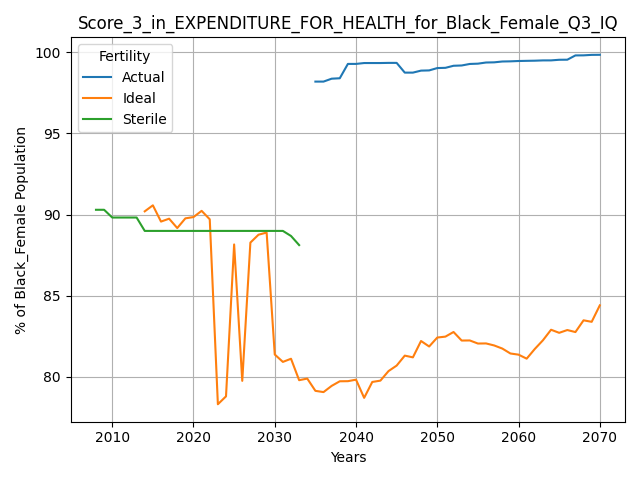 Score_3_in_EXPENDITURE_FOR_HEALTH_for_Black_Female_Q3_IQ
Fertility
Actual
Ideal
Sterile
% of Black_Female Population
100
95
90
85
80
2010 2020 2030 2040 2050 2060 2070
Years